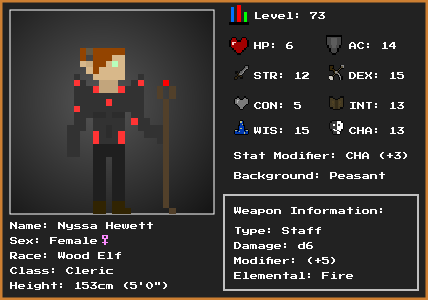 Level: 73
HP: 6
AC: 14
STR: 12
DEX: 15
CON: 5
INT: 13
WIS: 15
CHA: 13
Stat Modifier: CHA (+3)
Background: Peasant
Name: Nyssa Hewett
Sex: Female♀
Race: Wood Elf
Class: Cleric
Height: 153cm (5'0")
Weapon Information:
Type: Staff
Damage: d6
Modifier: (+5)
Elemental: Fire